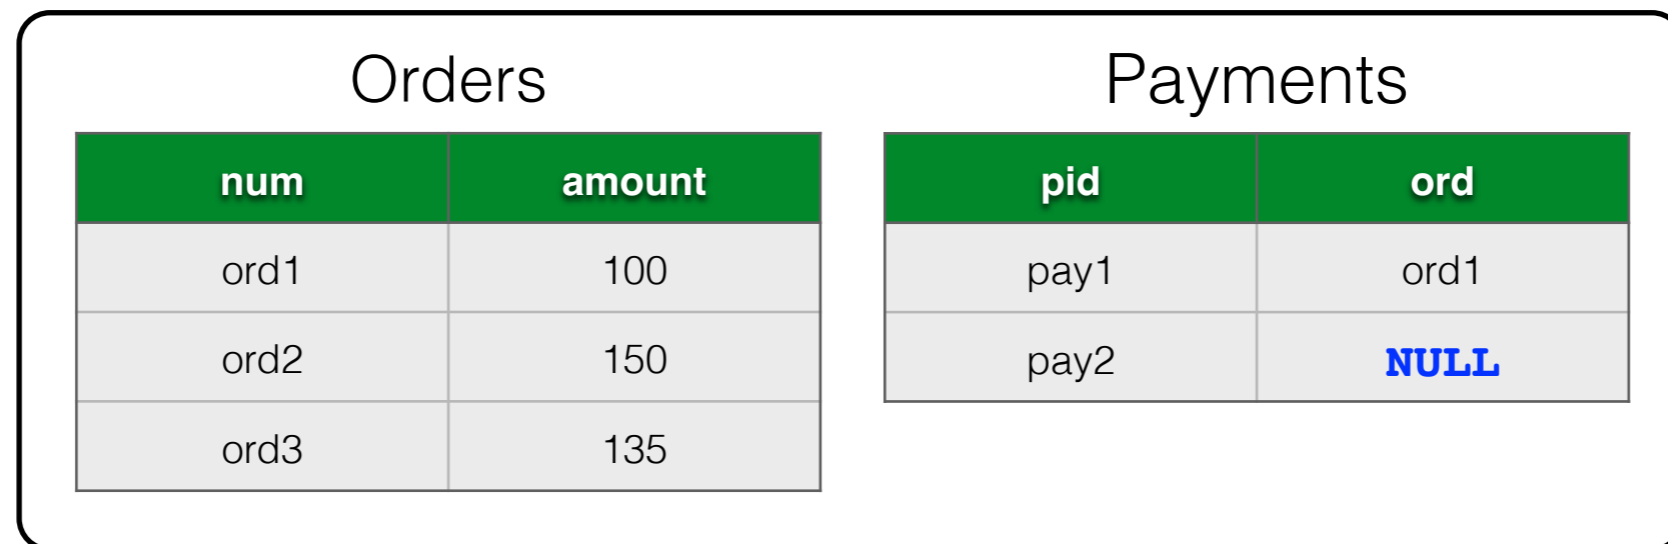 Orders
num amount
ord1 100
ord2 150
ord3 135
Payments
pid ord
pay1 ord1
pay2 NULL